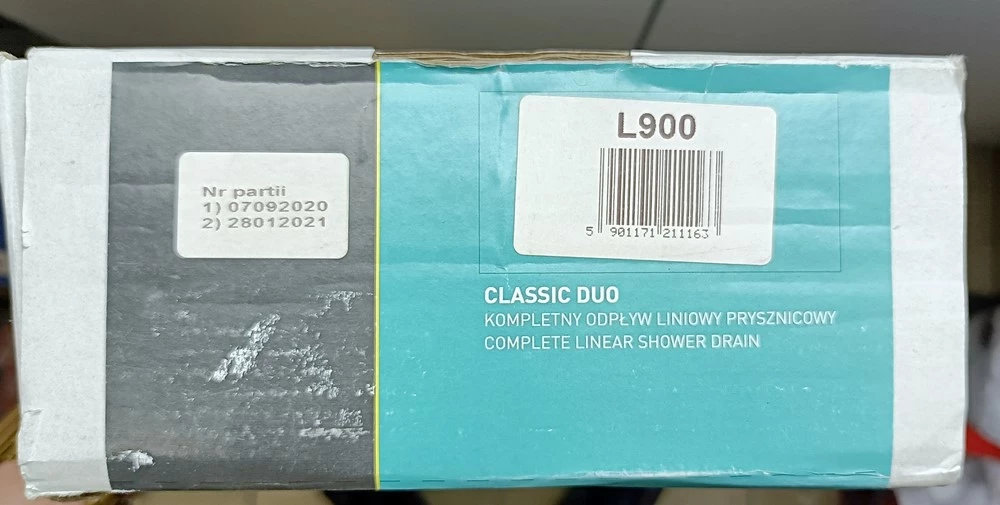 Nr partii
1) 07092020
2) 28012021
L900
5 901171 211163
CLASSIC DUO
KOMPLETNY ODPŁYW LINIOWY PRYSZNICOWY
COMPLETE LINEAR SHOWER DRAIN